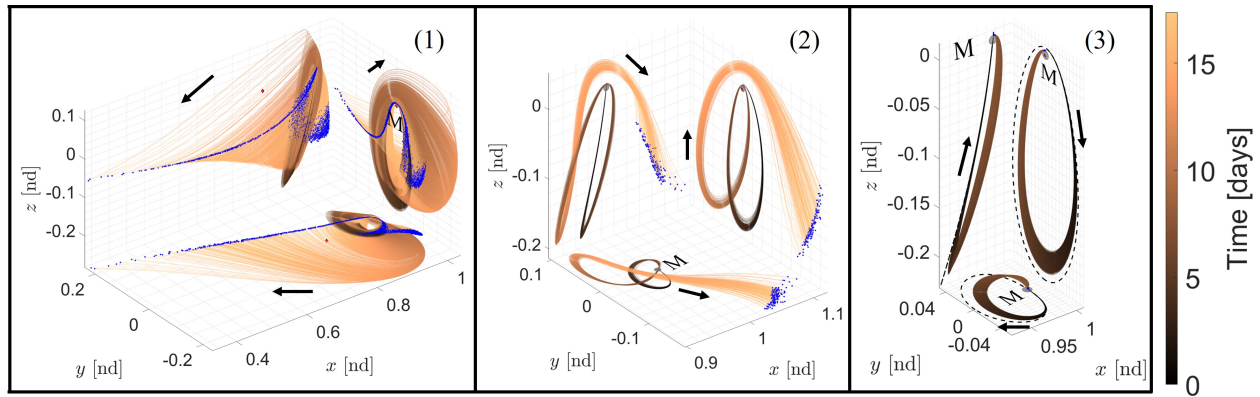 (1)
M
0.1
0
-0.1
-0.2
z [nd]
0.2
0
-0.2
y [nd]
0.4
0.6
0.8
1
x [nd]
(2)
0
-0.1
-0.2
z [nd]
M
0.1
0
-0.1
y [nd]
0.9
1
1.1
x [nd]
(3)
M
M
0
-0.05
-0.1
-0.15
-0.2
z [nd]
M
0.04
0
-0.04
y [nd]
0.95
1
x [nd]
15
10
5
0
Time [days]